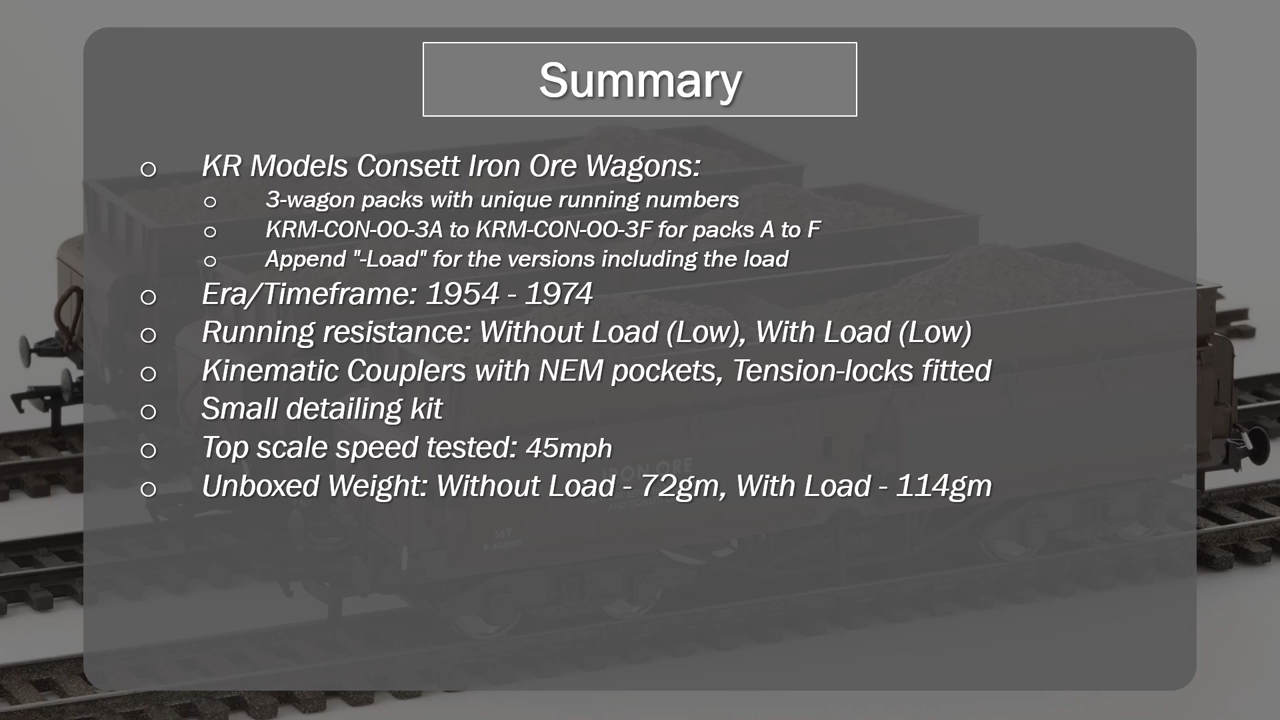 Summary
KR Models Consett Iron Ore Wagons:
3-wagon packs with unique running numbers
KRM-CON-OO-3A to KRM-CON-OO-3F for packs A to F
Append "-Load" for the versions including the load
Era/Timeframe: 1954 - 1974
Running resistance: Without Load (Low), With Load (Low)
Kinematic Couplers with NEM pockets, Tension-locks fitted
Small detailing kit
Top scale speed tested: 45mph
Unboxed Weight: Without Load - 72gm, With Load - 114gm
IRON ORE